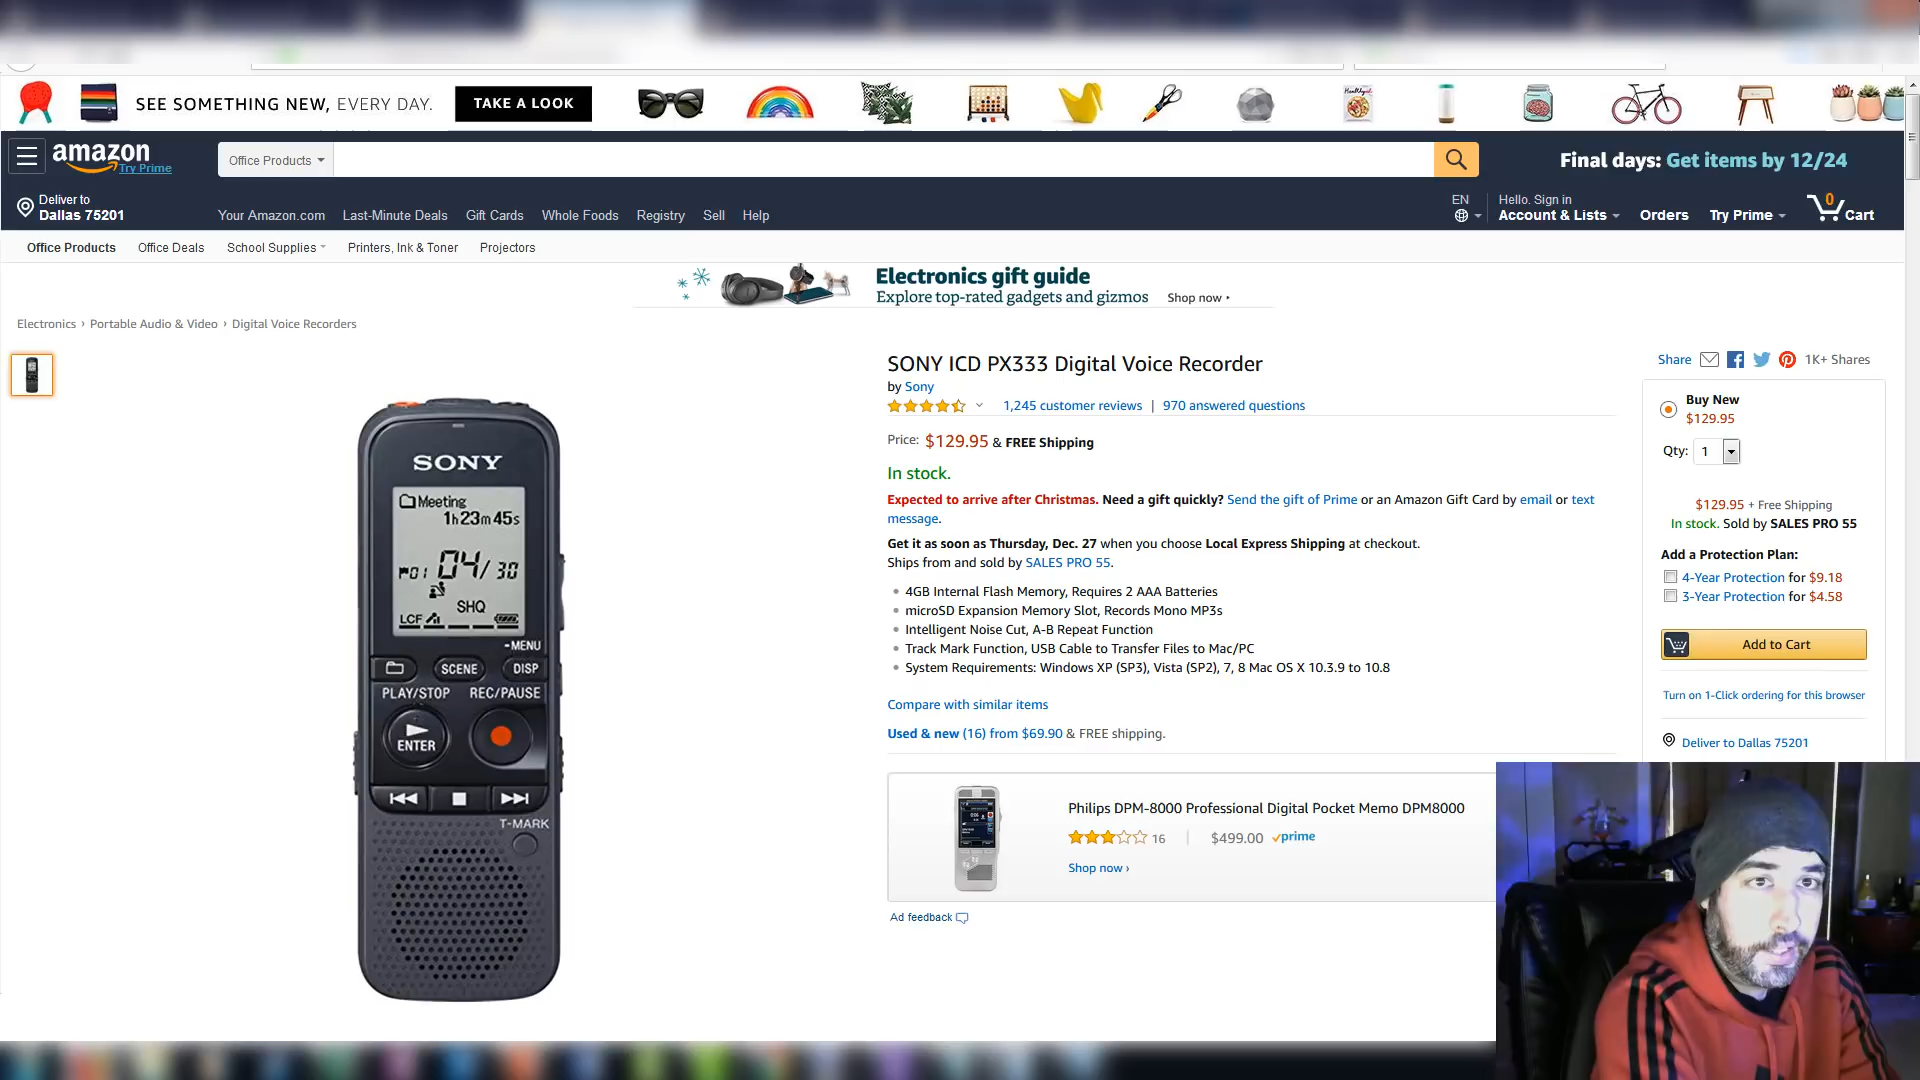 SEE SOMETHING NEW, EVERY DAY. TAKE A LOOK
amazon
Try Prime
Office Products
Final days: Get items by 12/24
Deliver to
Dallas 75201
Your Amazon.com Last-Minute Deals Gift Cards Whole Foods Registry Sell Help
EN
Hello. Sign in
Account & Lists Orders Try Prime 0 Cart
Office Products Office Deals School Supplies Printers, Ink & Toner Projectors
Electronics gift guide
Explore top-rated gadgets and gizmos Shop now ›
Electronics › Portable Audio & Video › Digital Voice Recorders
SONY
Meeting
1h23m45s
01 04/30
SHQ
LCF
MENU
SCENE DISP
PLAY/STOP REC/PAUSE
ENTER
T-MARK
SONY ICD PX333 Digital Voice Recorder
by Sony
1,245 customer reviews | 970 answered questions
Price: $129.95 & FREE Shipping
In stock.
Expected to arrive after Christmas. Need a gift quickly? Send the gift of Prime or an Amazon Gift Card by email or text
message.
Get it as soon as Thursday, Dec. 27 when you choose Local Express Shipping at checkout.
Ships from and sold by SALES PRO 55.
4GB Internal Flash Memory, Requires 2 AAA Batteries
microSD Expansion Memory Slot, Records Mono MP3s
Intelligent Noise Cut, A-B Repeat Function
Track Mark Function, USB Cable to Transfer Files to Mac/PC
System Requirements: Windows XP (SP3), Vista (SP2), 7, 8 Mac OS X 10.3.9 to 10.8
Compare with similar items
Used & new (16) from $69.90 & FREE shipping.
Philips DPM-8000 Professional Digital Pocket Memo DPM8000
16 | $499.00 prime
Shop now ›
Ad feedback
Share 1K+ Shares
Buy New
$129.95
Qty: 1
$129.95 + Free Shipping
In stock. Sold by SALES PRO 55
Add a Protection Plan:
4-Year Protection for $9.18
3-Year Protection for $4.58
Add to Cart
Turn on 1-Click ordering for this browser
Deliver to Dallas 75201